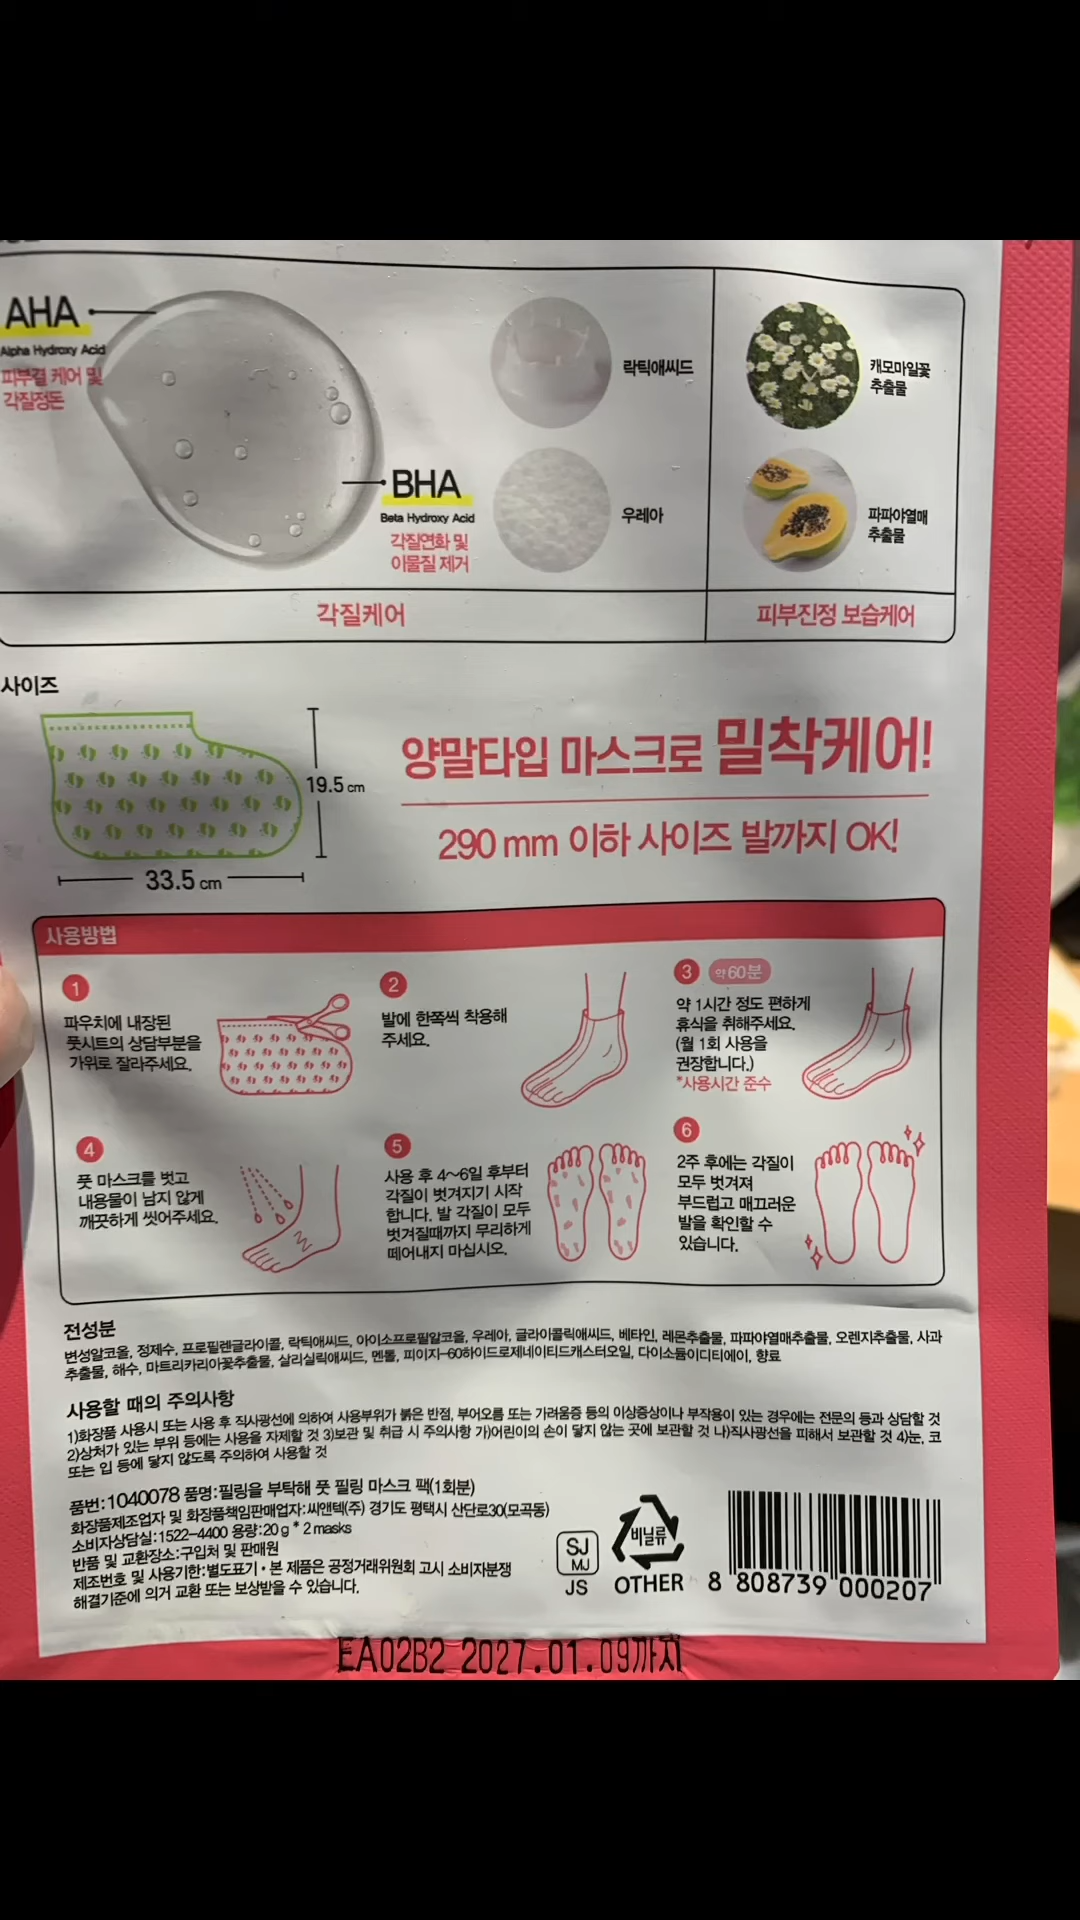 AHA
Alpha Hydroxy Acid
피부결 케어 및
각질정돈
BHA
Beta Hydroxy Acid
각질연화 및
이물질 제거
락틱애씨드
우레아
캐모마일꽃
추출물
파파야열매
추출물
각질케어
피부진정 보습케어
사이즈
19.5 cm
33.5 cm
양말타입 마스크로 밀착케어!
290 mm 이하 사이즈 발까지 OK!
사용방법
1
파우치에 내장된
풋시트의 상담부분을
가위로 잘라주세요.
2
발에 한쪽씩 착용해
주세요.
3 약 60분
약 1시간 정도 편하게
휴식을 취해주세요.
(월 1회 사용을
권장합니다.)
*사용시간 준수
4
풋 마스크를 벗고
내용물이 남지 않게
깨끗하게 씻어주세요.
5
사용 후 4~6일 후부터
각질이 벗겨지기 시작
합니다. 발 각질이 모두
벗겨질때까지 무리하게
떼어내지 마십시오.
6
2주 후에는 각질이
모두 벗겨져
부드럽고 매끄러운
발을 확인할 수
있습니다.
전성분
변성알코올, 정제수, 프로필렌글라이콜, 락틱애씨드, 아이소프로필알코올, 우레아, 글라이콜릭애씨드, 베타인, 레몬추출물, 파파야열매추출물, 오렌지추출물, 사과
추출물, 해수, 마트리카리아꽃추출물, 살리실릭애씨드, 멘톨, 피이지-60하이드로제네이티드캐스터오일, 다이소듐이디티에이, 향료
사용할 때의 주의사항
1)화장품 사용시 또는 사용 후 직사광선에 의하여 사용부위가 붉은 반점, 부어오름 또는 가려움증 등의 이상증상이나 부작용이 있는 경우에는 전문의 등과 상담할 것
2)상처가 있는 부위 등에는 사용을 자제할 것 3)보관 및 취급 시 주의사항 가)어린이의 손이 닿지 않는 곳에 보관할 것 나)직사광선을 피해서 보관할 것 4)눈, 코
또는 입 등에 닿지 않도록 주의하여 사용할 것
품번:1040078 품명:필링을 부탁해 풋 필링 마스크 팩(1회분)
화장품제조업자 및 화장품책임판매업자:씨앤텍(주) 경기도 평택시 산단로30(모곡동)
소비자상담실:1522-4400 용량:20 g * 2 masks
반품 및 교환장소:구입처 및 판매원
제조번호 및 사용기한:별도표기 • 본 제품은 공정거래위원회 고시 소비자분쟁
해결기준에 의거 교환 또는 보상받을 수 있습니다.
SJ
MJ
JS
비닐류
OTHER
8 808739 000207
EA02B2 2027.01.09까지